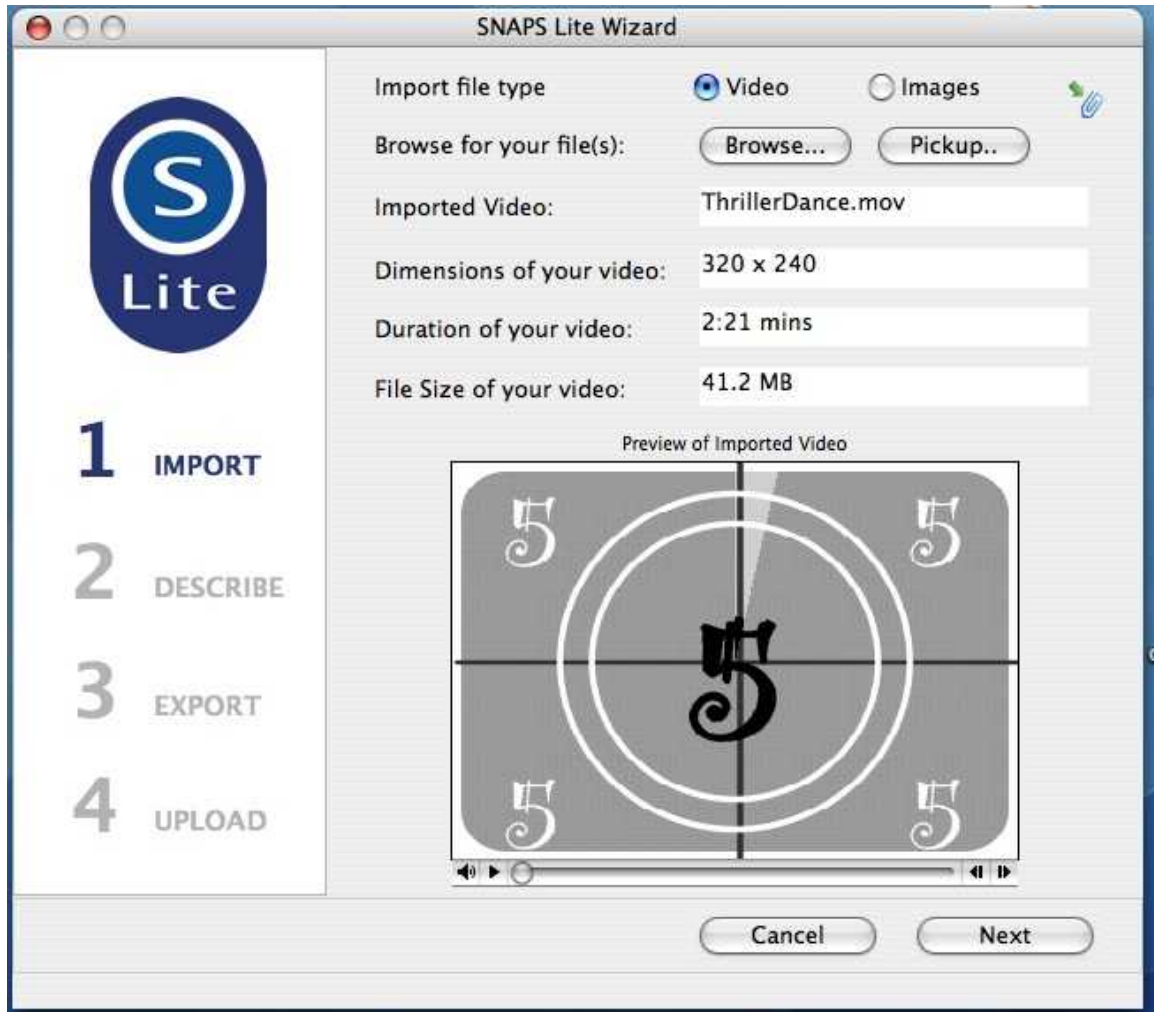 SNAPS Lite Wizard
S
Lite
1 IMPORT
2 DESCRIBE
3 EXPORT
4 UPLOAD
Import file type Video Images
Browse for your file(s): Browse... Pickup..
Imported Video: ThrillerDance.mov
Dimensions of your video: 320 x 240
Duration of your video: 2:21 mins
File Size of your video: 41.2 MB
Preview of Imported Video
5 5
5
5 5
Cancel Next